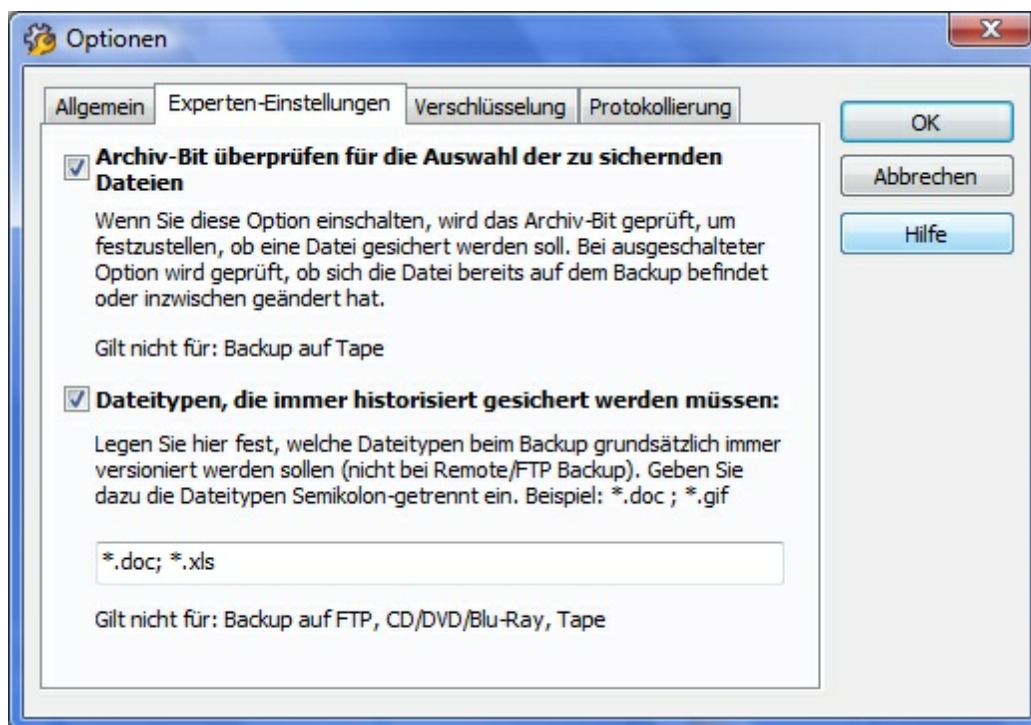 Optionen
Allgemein
Experten-Einstellungen
Verschlüsselung
Protokollierung
OK
Abbrechen
Hilfe
Archiv-Bit überprüfen für die Auswahl der zu sichernden
Dateien
Wenn Sie diese Option einschalten, wird das Archiv-Bit geprüft, um
festzustellen, ob eine Datei gesichert werden soll. Bei ausgeschalteter
Option wird geprüft, ob sich die Datei bereits auf dem Backup befindet
oder inzwischen geändert hat.
Gilt nicht für: Backup auf Tape
Dateitypen, die immer historisiert gesichert werden müssen:
Legen Sie hier fest, welche Dateitypen beim Backup grundsätzlich immer
versioniert werden sollen (nicht bei Remote/FTP Backup). Geben Sie
dazu die Dateitypen Semikolon-getrennt ein. Beispiel: *.doc ; *.gif
*.doc; *.xls
Gilt nicht für: Backup auf FTP, CD/DVD/Blu-Ray, Tape